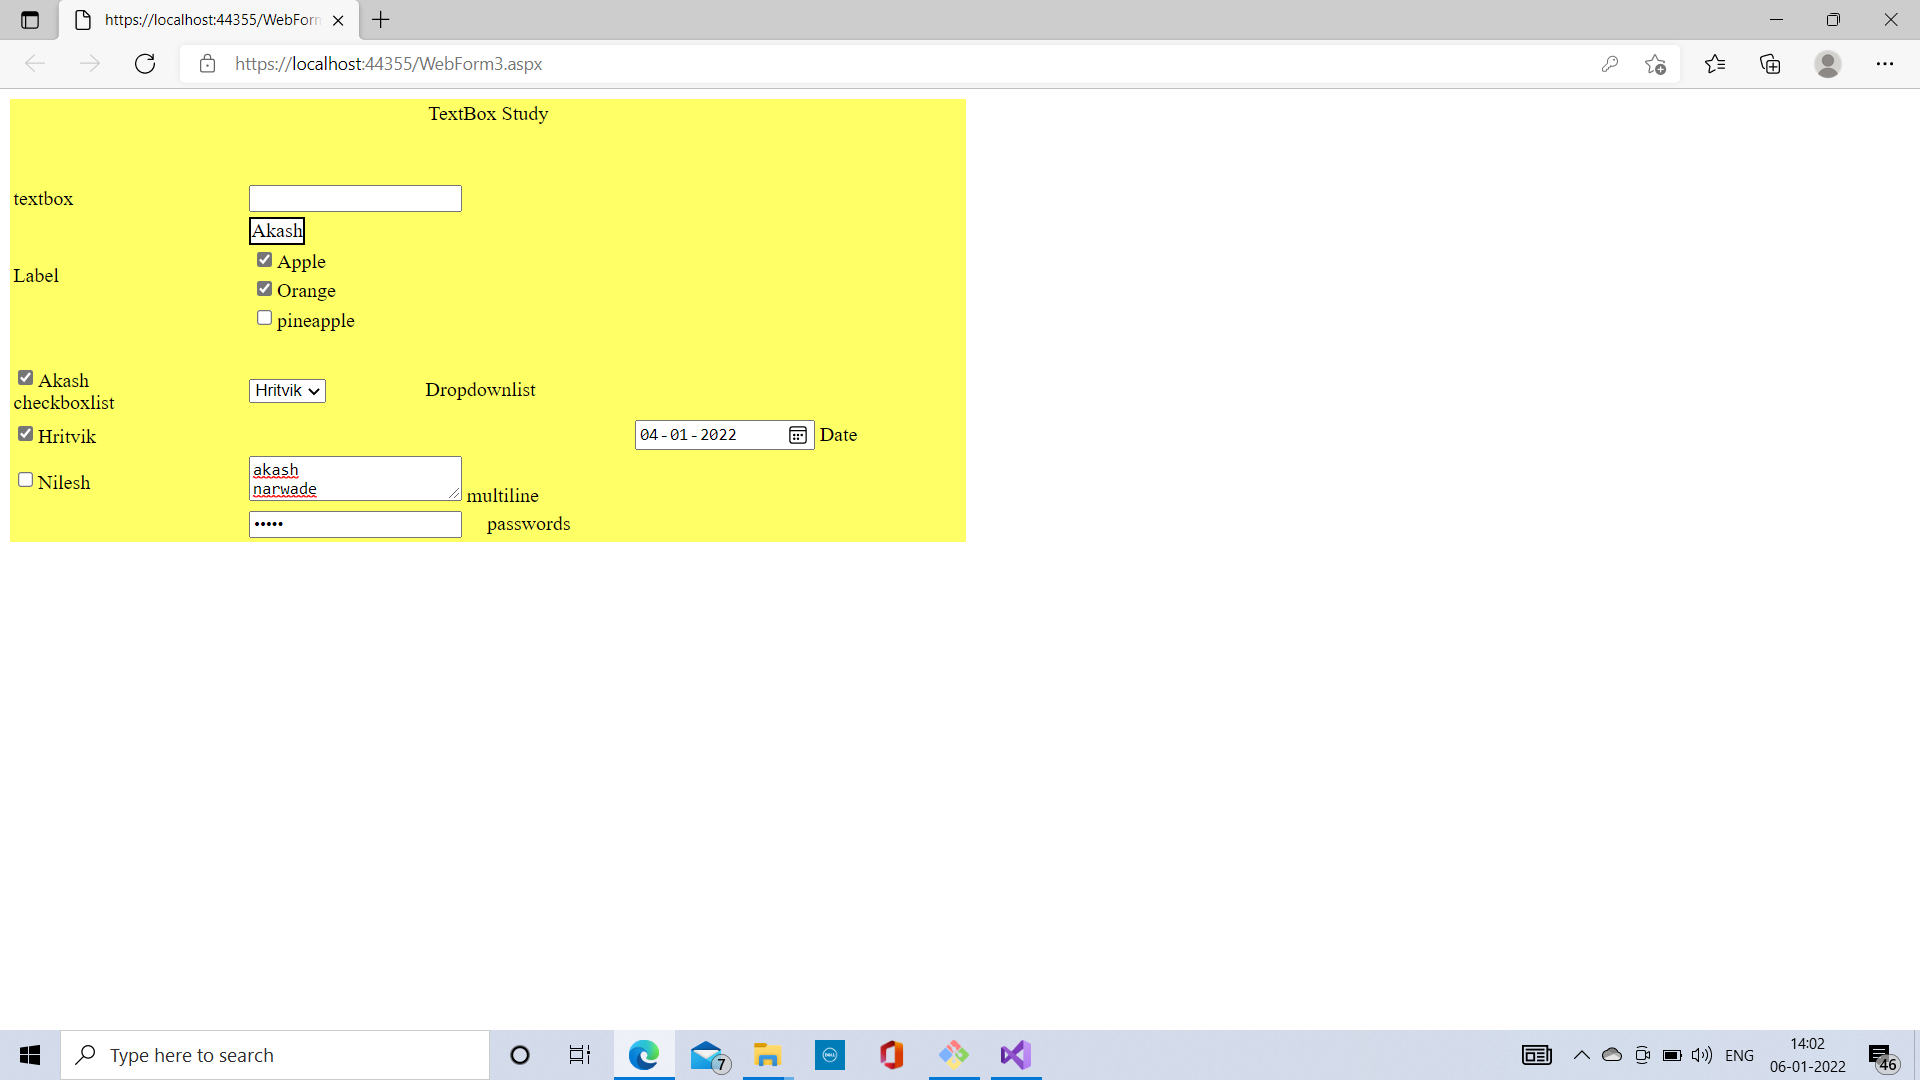 https://localhost:44355/WebForm
https://localhost:44355/WebForm3.aspx
TextBox Study
textbox
Akash
Label
Apple
Orange
pineapple
Akash
checkboxlist
Hritvik
Dropdownlist
Hritvik
04-01-2022
Date
Nilesh
akash
narwade
multiline
passwords
Type here to search
7
DELL
ENG
14:02
06-01-2022
46